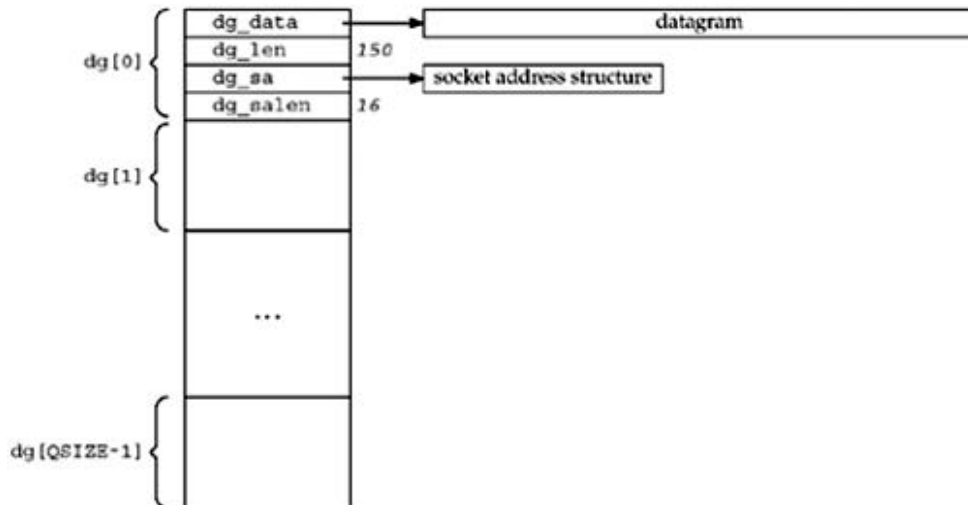 dg[0]
dg_data
datagram
dg_len 150
dg_sa
socket address structure
dg_salen 16
dg[1]
...
dg[QSIZE-1]